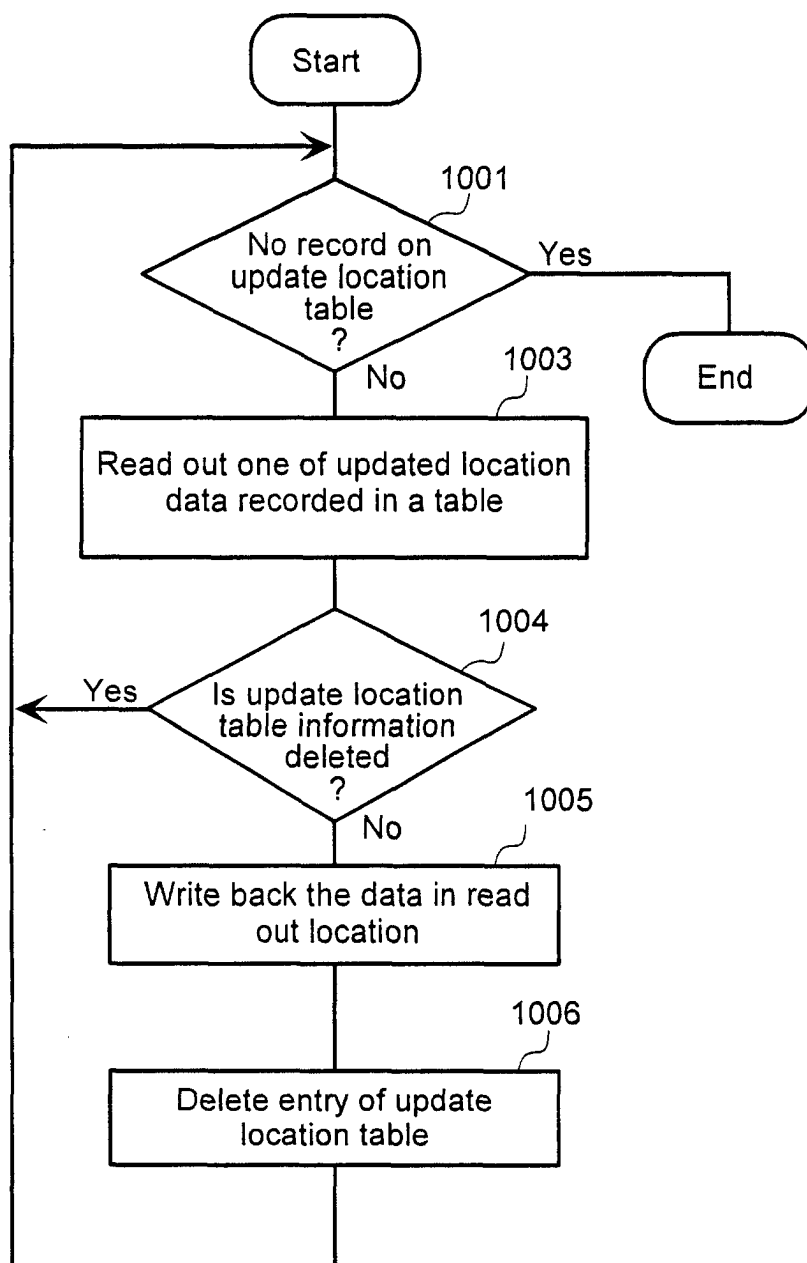 Start
1001
No record on
update location
table
?
Yes
End
No
1003
Read out one of updated location
data recorded in a table
1004
Yes
Is update location
table information
deleted
?
No
1005
Write back the data in read
out location
1006
Delete entry of update
location table